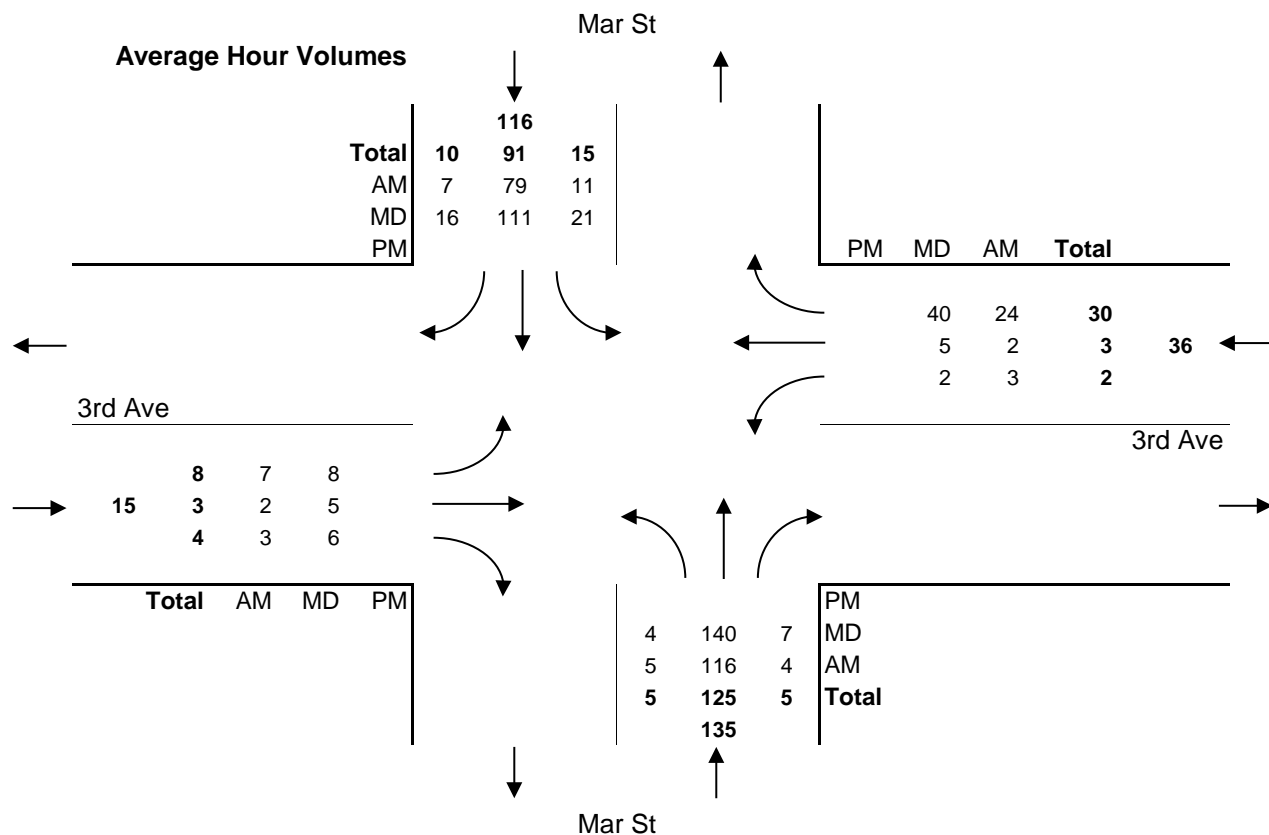 Mar St
Average Hour Volumes
116
Total 10 91 15
AM 7 79 11
MD 16 111 21
PM
PM MD AM Total
40 24 30
5 2 3 36
2 3 2
3rd Ave
3rd Ave
8 7 8
15 3 2 5
4 3 6
Total AM MD PM
PM
4 140 7 MD
5 116 4 AM
5 125 5 Total
135
Mar St